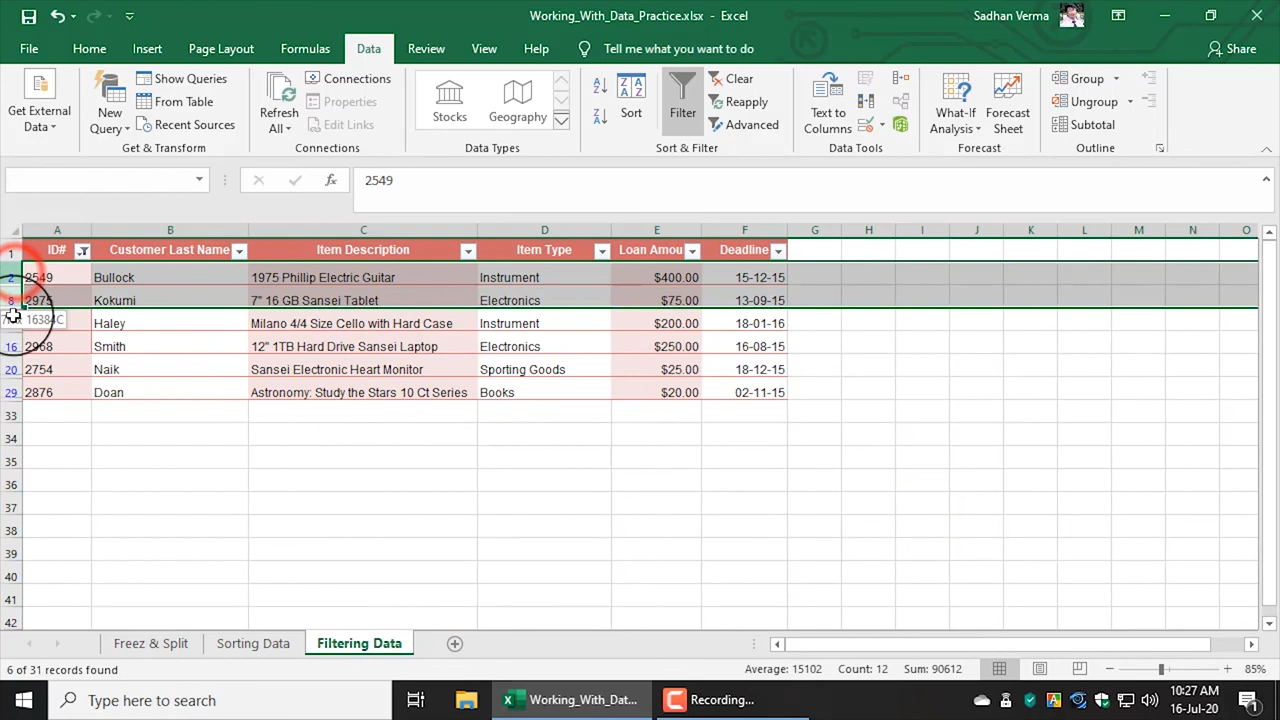 Working_With_Data_Practice.xlsx - Excel
Sadhan Verma
File Home Insert Page Layout Formulas Data Review View Help Tell me what you want to do Share
Get External Data
New Query
Show Queries
From Table
Recent Sources
Get & Transform
Refresh All
Connections
Properties
Edit Links
Connections
Stocks Geography
Data Types
Sort
Filter
Clear
Reapply
Advanced
Sort & Filter
Text to Columns
Data Tools
What-If Analysis
Forecast Sheet
Forecast
Group
Ungroup
Subtotal
Outline
fx 2549
A B C D E F G H I J K L M N O
1 ID# Customer Last Name Item Description Item Type Loan Amou Deadline
2 2549 Bullock 1975 Phillip Electric Guitar Instrument $400.00 15-12-15
8 2975 Kokumi 7" 16 GB Sansei Tablet Electronics $75.00 13-09-15
16384C Haley Milano 4/4 Size Cello with Hard Case Instrument $200.00 18-01-16
16 2968 Smith 12" 1TB Hard Drive Sansei Laptop Electronics $250.00 16-08-15
20 2754 Naik Sansei Electronic Heart Monitor Sporting Goods $25.00 18-12-15
29 2876 Doan Astronomy: Study the Stars 10 Ct Series Books $20.00 02-11-15
33
34
35
36
37
38
39
40
41
42
Freez & Split Sorting Data Filtering Data
6 of 31 records found Average: 15102 Count: 12 Sum: 90612 85%
Type here to search Working_With_Dat... Recording... 10:27 AM
16-Jul-20